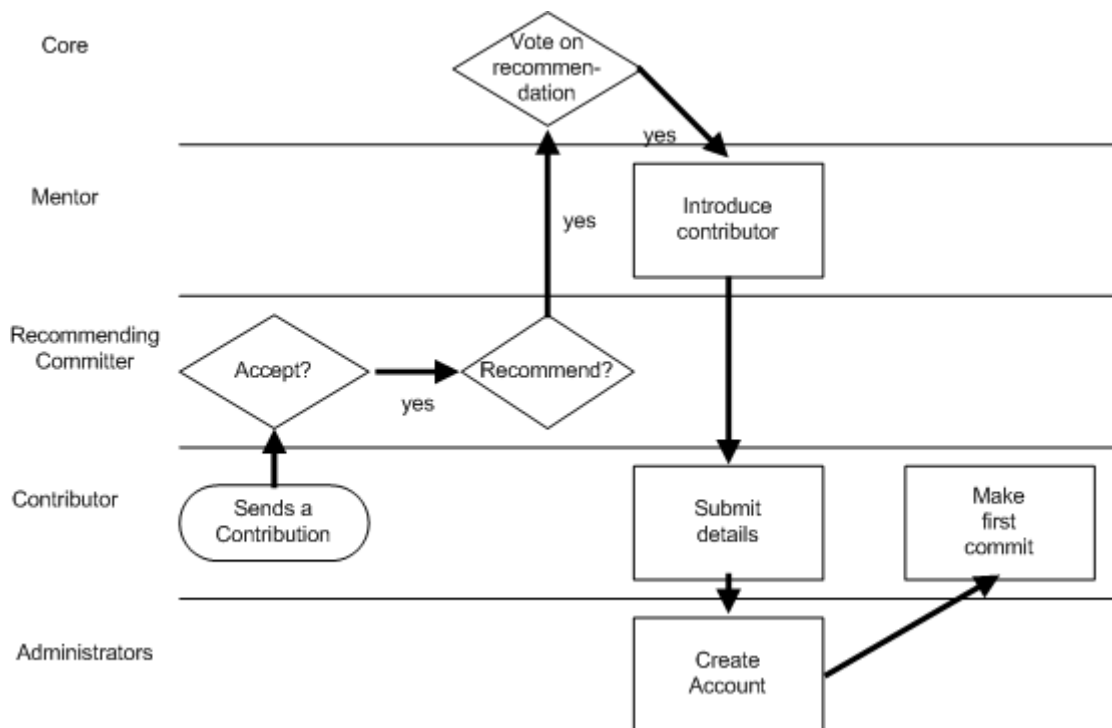 Core
Vote on
recommen-
dation
yes
Mentor
Introduce
contributor
yes
Recommending
Committer
Accept?
yes
Recommend?
Contributor
Sends a
Contribution
Submit
details
Make
first
commit
Administrators
Create
Account